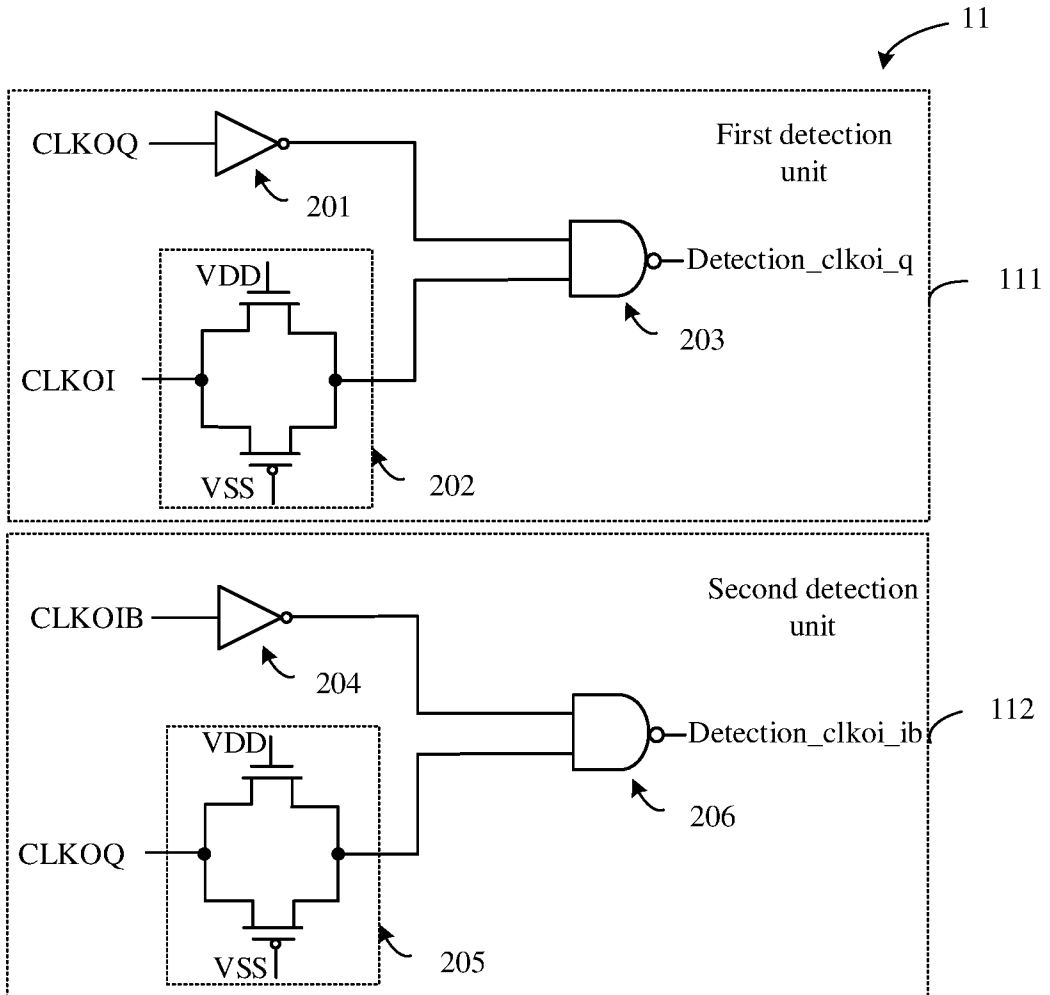 11
CLKOQ
First detection
unit
201
VDD
Detection_clkoi_q
111
203
CLKOI
VSS
202
CLKOIB
Second detection
unit
204
VDD
Detection_clkoi_ib
112
206
CLKOQ
VSS
205